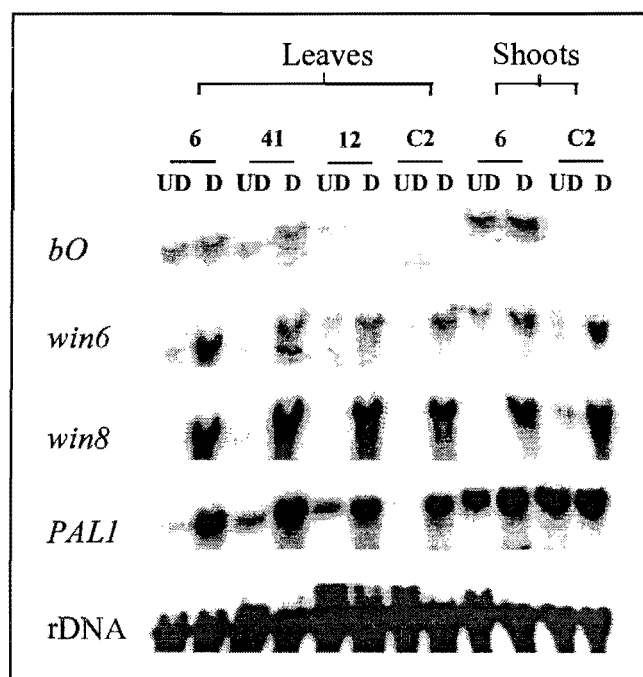 Leaves Shoots
6 41 12 C2 6 C2
UD D UD D UD D UD D UD D UD D
bO
win6
win8
PAL1
rDNA